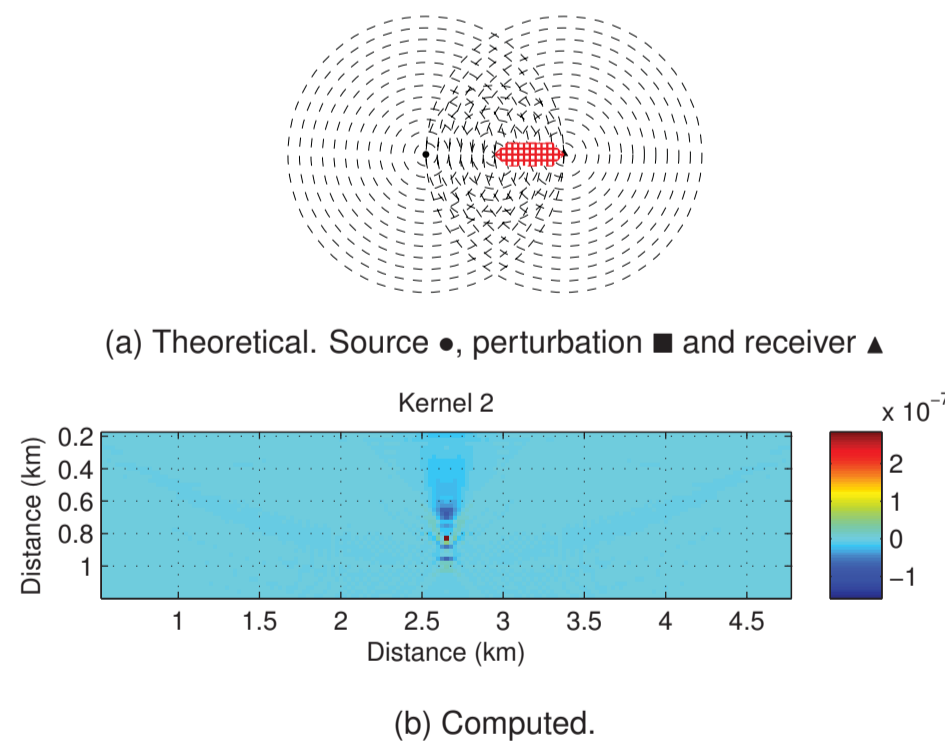 (a) Theoretical. Source ●, perturbation ■ and receiver ▲
Kernel 2
x 10⁻⁷
Distance (km)
0.2
0.4
0.6
0.8
1
2
1
0
−1
1 1.5 2 2.5 3 3.5 4 4.5
Distance (km)
(b) Computed.